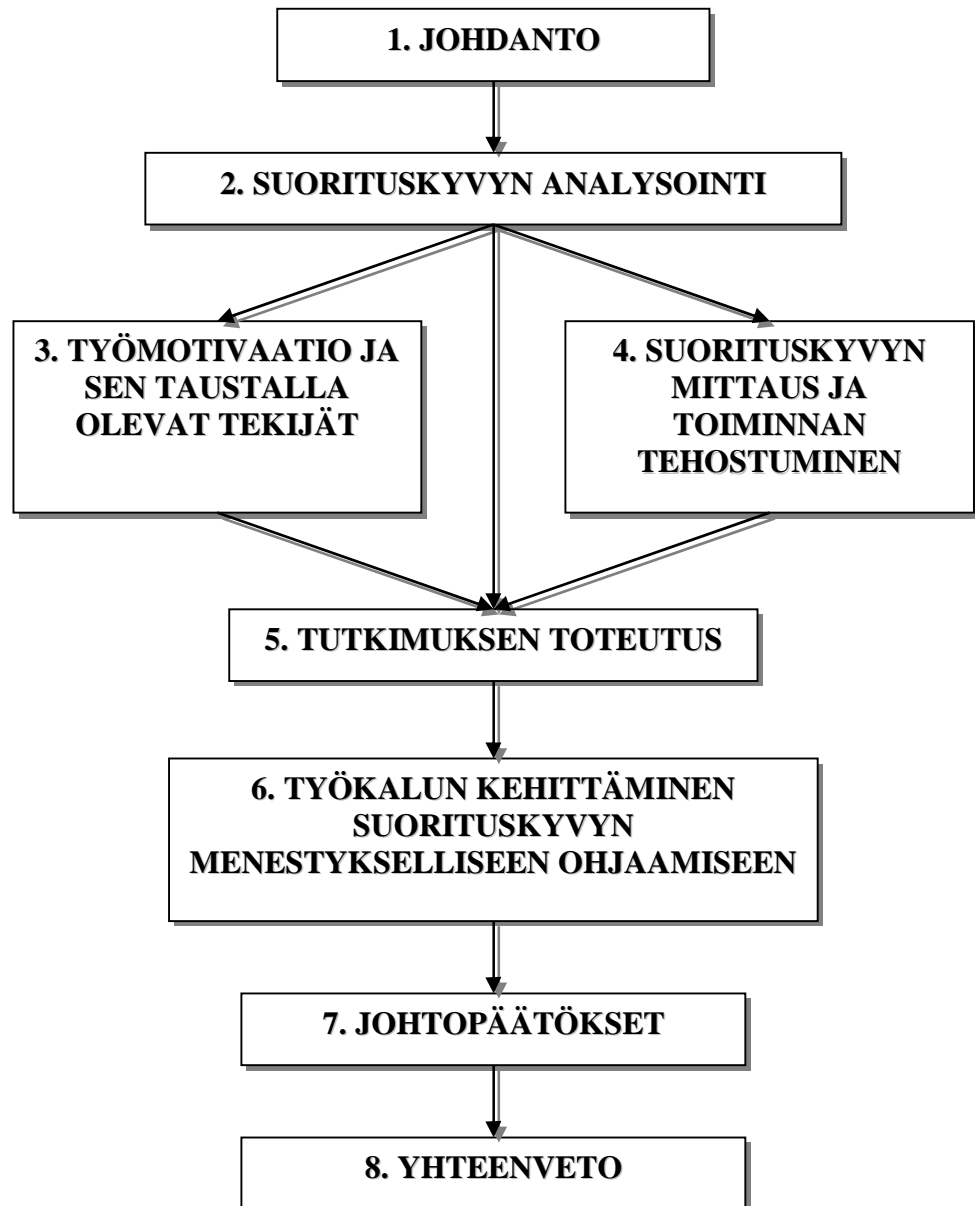 1. JOHDANTO
2. SUORITUSKYVYN ANALYSOINTI
3. TYÖMOTIVAATIO JA
SEN TAUSTALLA
OLEVAT TEKIJÄT
4. SUORITUSKYVYN
MITTAUS JA
TOIMINNAN
TEHOSTUMINEN
5. TUTKIMUKSEN TOTEUTUS
6. TYÖKALUN KEHITTÄMINEN
SUORITUSKYVYN
MENESTYKSELLISEEN OHJAAMISEEN
7. JOHTOPÄÄTÖKSET
8. YHTEENVETO